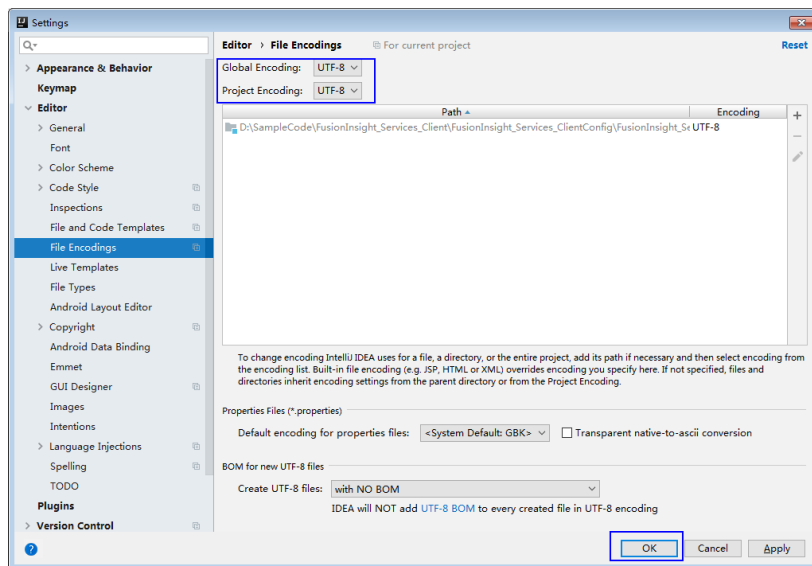 Settings
Editor › File Encodings For current project Reset
Appearance & Behavior
Keymap
Editor
General
Font
Color Scheme
Code Style
Inspections
File and Code Templates
File Encodings
Live Templates
File Types
Android Layout Editor
Copyright
Android Data Binding
Emmet
GUI Designer
Images
Intentions
Language Injections
Spelling
TODO
Plugins
Version Control
Global Encoding: UTF-8
Project Encoding: UTF-8
Path Encoding
D:\SampleCode\FusionInsight_Services_Client\FusionInsight_Services_ClientConfig\FusionInsight_Se UTF-8
To change encoding IntelliJ IDEA uses for a file, a directory, or the entire project, add its path if necessary and then select encoding from
the encoding list. Built-in file encoding (e.g. JSP, HTML or XML) overrides encoding you specify here. If not specified, files and
directories inherit encoding settings from the parent directory or from the Project Encoding.
Properties Files (*.properties)
Default encoding for properties files: <System Default: GBK> Transparent native-to-ascii conversion
BOM for new UTF-8 files
Create UTF-8 files: with NO BOM
IDEA will NOT add UTF-8 BOM to every created file in UTF-8 encoding
? OK Cancel Apply